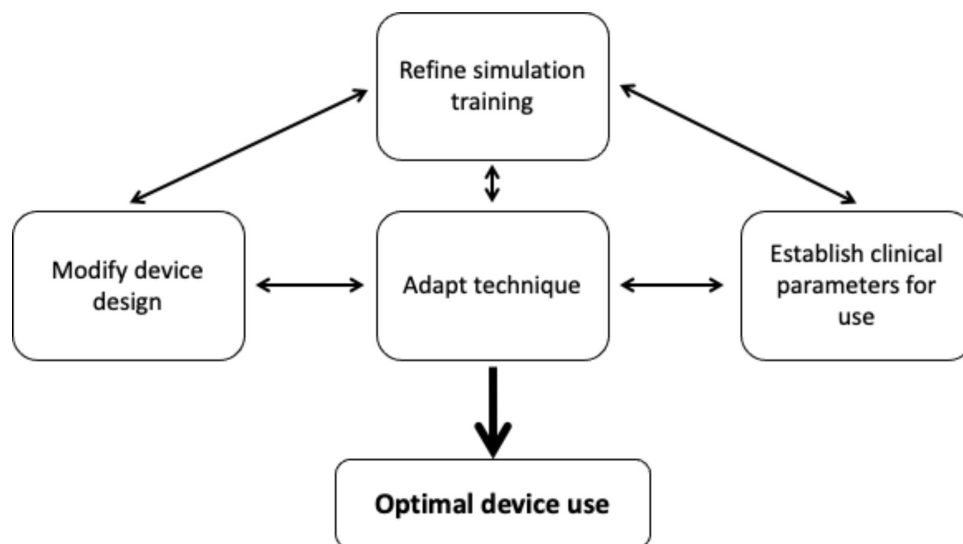 Refine simulation
training
Modify device
design
Adapt technique
Establish clinical
parameters for
use
Optimal device use